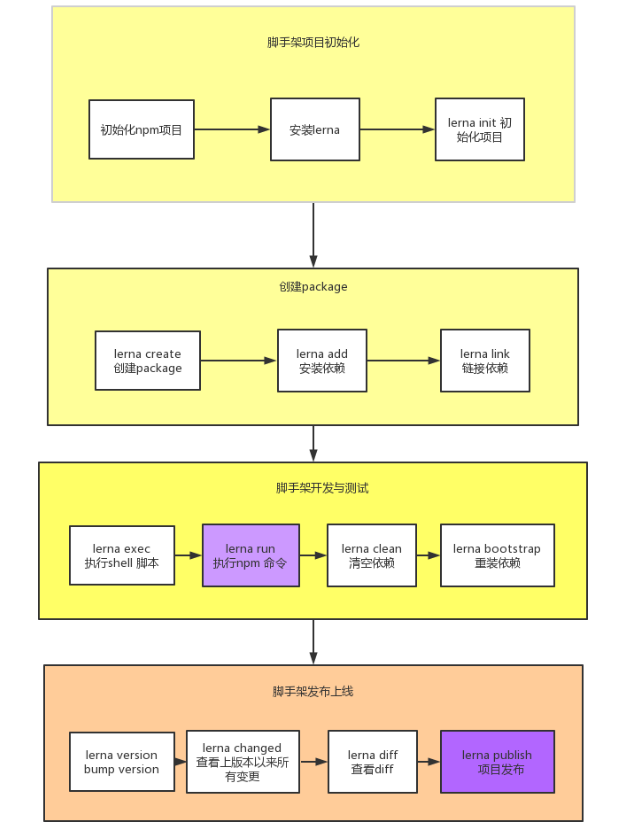 脚手架项目初始化
初始化npm项目
安装lerna
lerna init 初
始化项目
创建package
lerna create
创建package
lerna add
安装依赖
lerna link
链接依赖
脚手架开发与测试
lerna exec
执行shell 脚本
lerna run
执行npm 命令
lerna clean
清空依赖
lerna bootstrap
重装依赖
脚手架发布上线
lerna version
bump version
lerna changed
查看上版本以来所
有变更
lerna diff
查看diff
lerna publish
项目发布